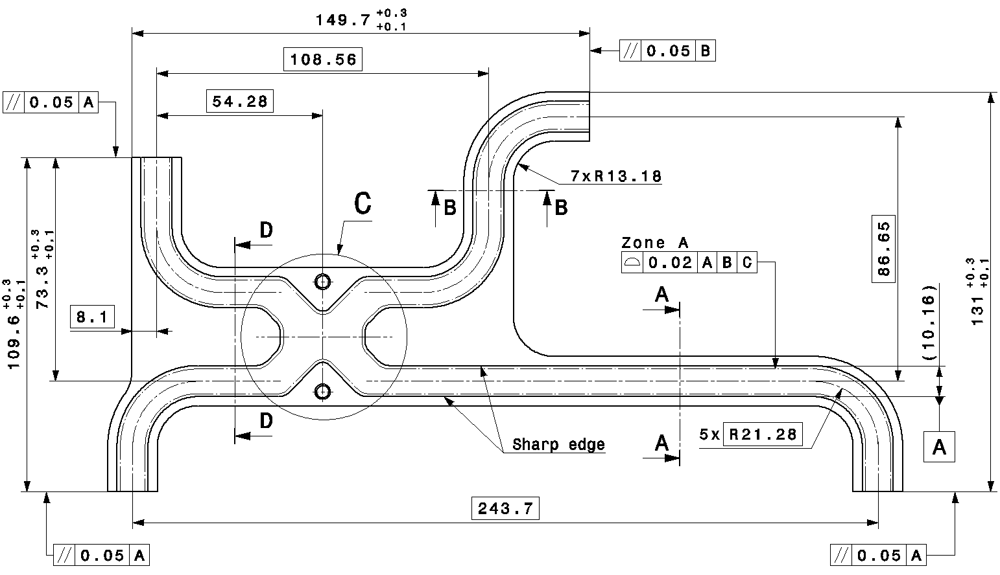 149.7 +0.3
+0.1
// 0.05 B
108.56
54.28
// 0.05 A
7xR13.18
C
B
B
D
Zone A
⌓ 0.02 A B C
86.65
131 +0.3
+0.1
73.3 +0.3
+0.1
109.6 +0.3
+0.1
8.1
A
(10.16)
D
Sharp edge
A
5x R21.28
A
243.7
// 0.05 A
// 0.05 A